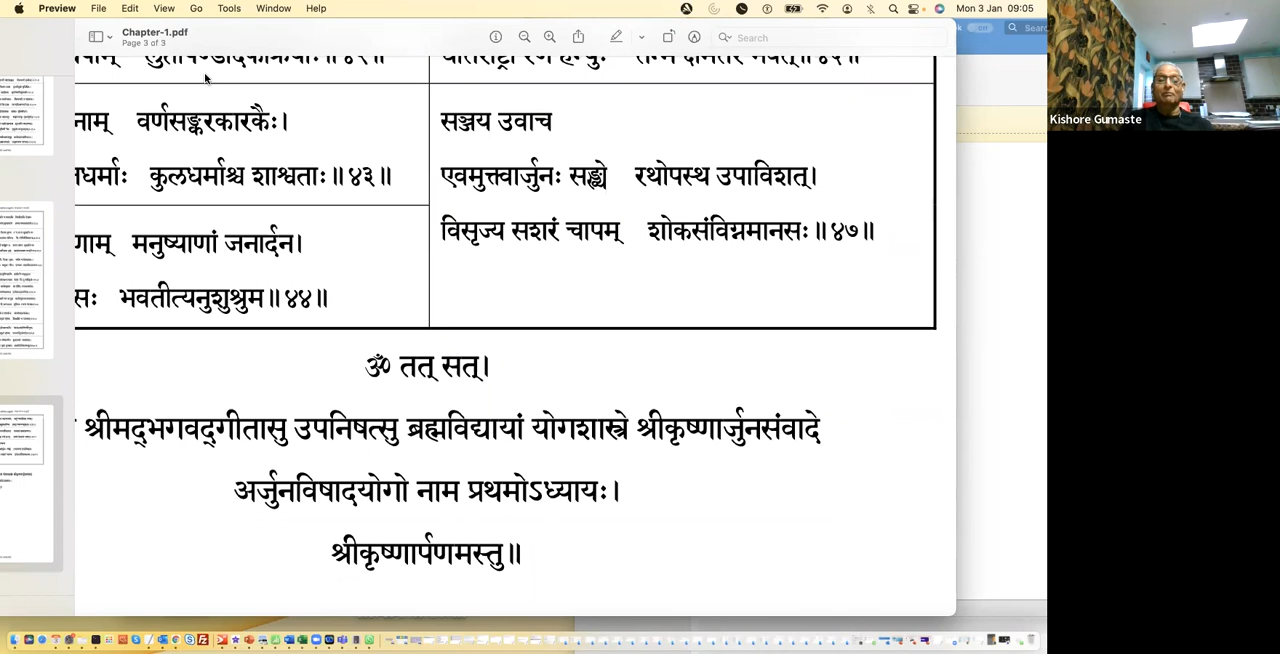 Preview File Edit View Go Tools Window Help
Mon 3 Jan 09:05
Chapter-1.pdf
Page 3 of 3
Search
नाम् वर्णसङ्करकारकैः।
धर्माः कुलधर्माश्च शाश्वताः॥४३॥
णाम् मनुष्याणां जनार्दन।
सः भवतीत्यनुशुश्रुम॥४४॥
सञ्जय उवाच
एवमुक्त्वार्जुनः सङ्ख्ये रथोपस्थ उपाविशत्।
विसृज्य सशरं चापम् शोकसंविग्नमानसः॥४७॥
ॐ तत् सत्।
श्रीमद्भगवद्गीतासु उपनिषत्सु ब्रह्मविद्यायां योगशास्त्रे श्रीकृष्णार्जुनसंवादे
अर्जुनविषादयोगो नाम प्रथमोऽध्यायः।
श्रीकृष्णार्पणमस्तु॥
Kishore Gumaste